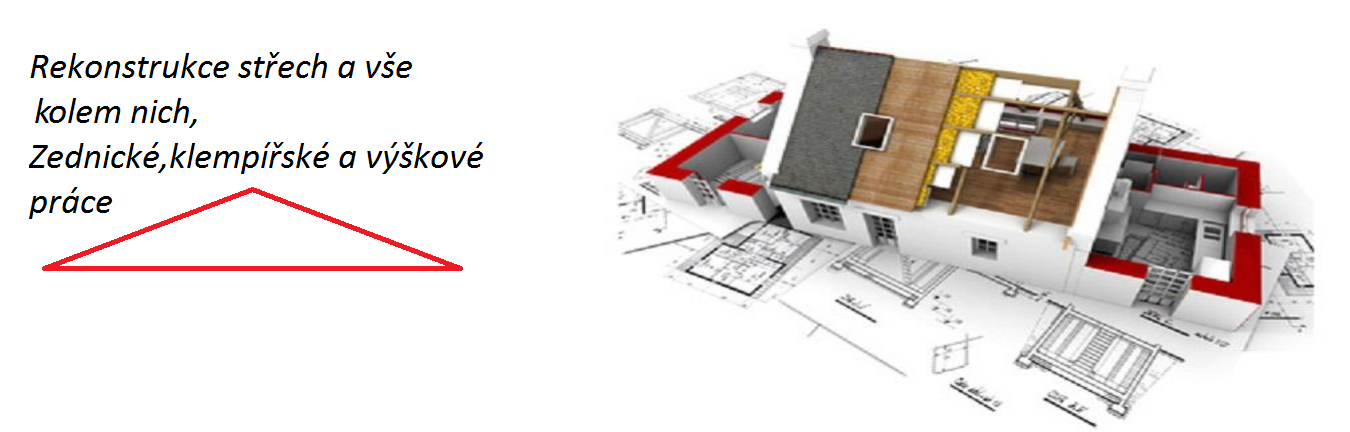 Rekonstrukce střech a vše
kolem nich,
Zednické,klempířské a výškové
práce